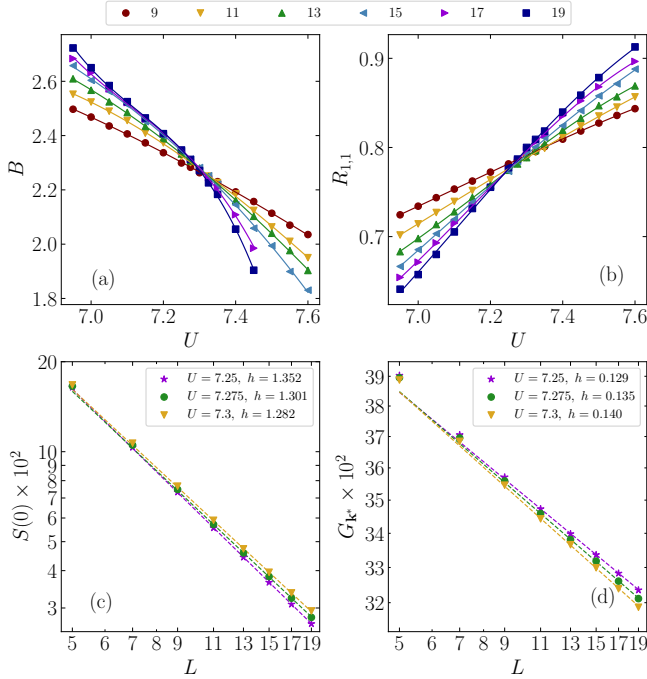 9 11 13 15 17 19
2.6
2.4
2.2
2.0
1.8
B
(a)
7.0 7.2 7.4 7.6
U
0.9
0.8
0.7
R1,1
(b)
7.0 7.2 7.4 7.6
U
20
10
9
8
7
6
5
4
3
S(0) × 10²
U = 7.25, h = 1.352
U = 7.275, h = 1.301
U = 7.3, h = 1.282
(c)
5 6 7 8 9 11 13 15 1719
L
39
38
37
36
35
34
33
32
Gk* × 10²
U = 7.25, h = 0.129
U = 7.275, h = 0.135
U = 7.3, h = 0.140
(d)
5 6 7 8 9 11 13 15 1719
L